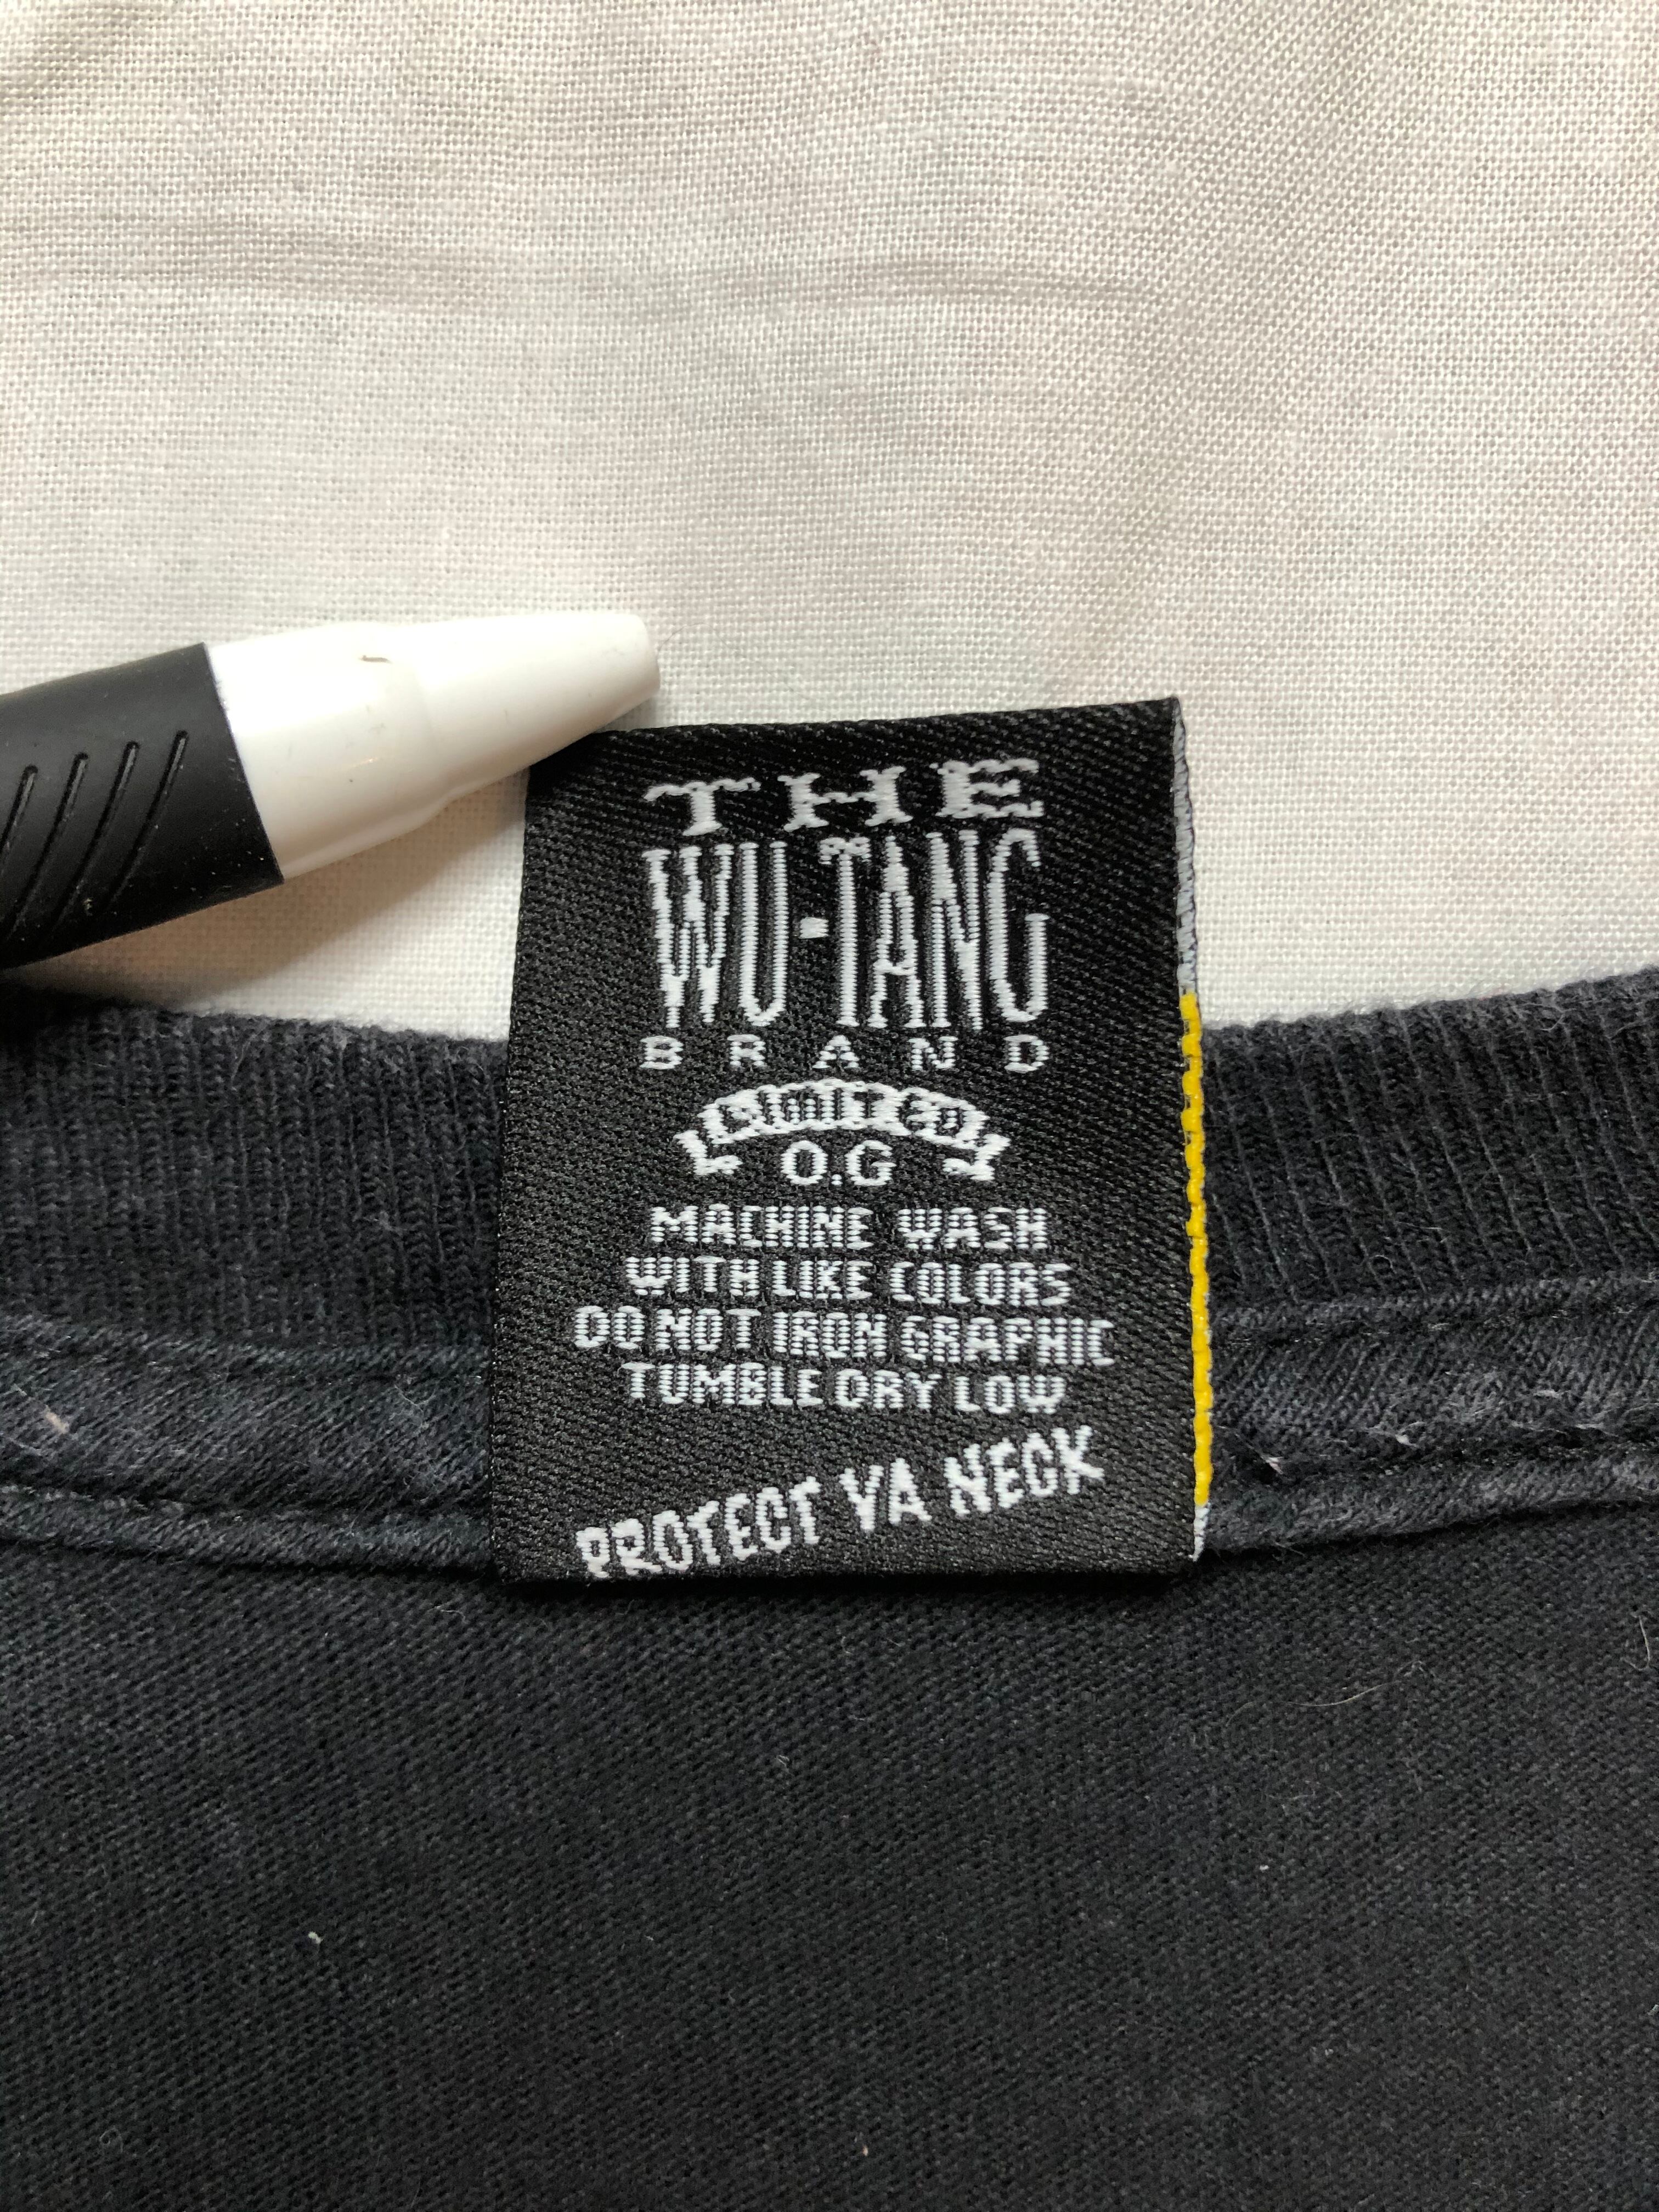 THE
WU-TANG
BRAND
O.G
MACHINE WASH
WITH LIKE COLORS
DO NOT IRON GRAPHIC
TUMBLE DRY LOW
PROTECT YA NECK